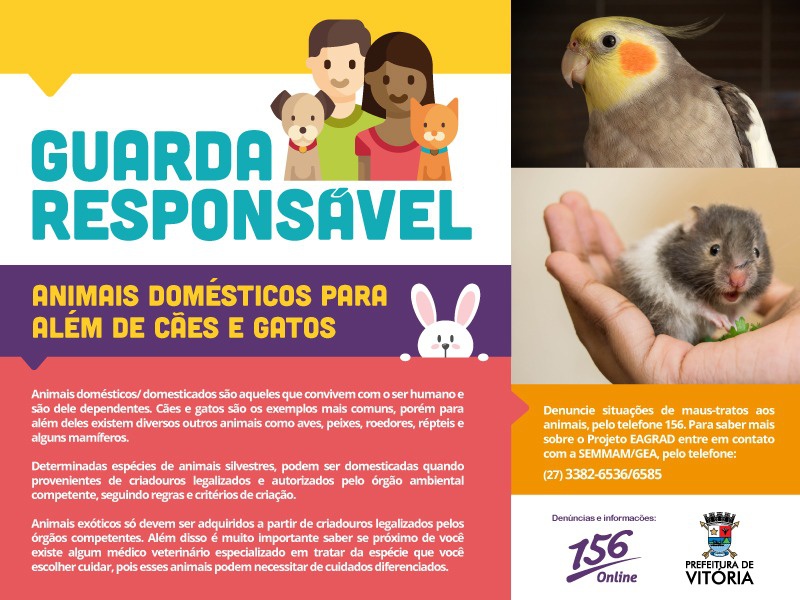 GUARDA
RESPONSÁVEL
ANIMAIS DOMÉSTICOS PARA
ALÉM DE CÃES E GATOS
Animais domésticos/ domesticados são aqueles que convivem com o ser humano e
são dele dependentes. Cães e gatos são os exemplos mais comuns, porém para
além deles existem diversos outros animais como aves, peixes, roedores, répteis e
alguns mamíferos.
Determinadas espécies de animais silvestres, podem ser domesticadas quando
provenientes de criadouros legalizados e autorizados pelo órgão ambiental
competente, seguindo regras e critérios de criação.
Animais exóticos só devem ser adquiridos a partir de criadouros legalizados pelos
órgãos competentes. Além disso é muito importante saber se próximo de você
existe algum médico veterinário especializado em tratar da espécie que você
escolher cuidar, pois esses animais podem necessitar de cuidados diferenciados.
Denuncie situações de maus-tratos aos
animais, pelo telefone 156. Para saber mais
sobre o Projeto EAGRAD entre em contato
com a SEMMAM/GEA, pelo telefone:
(27) 3382-6536/6585
Denúncias e informações:
156
Online
PREFEITURA DE
VITÓRIA